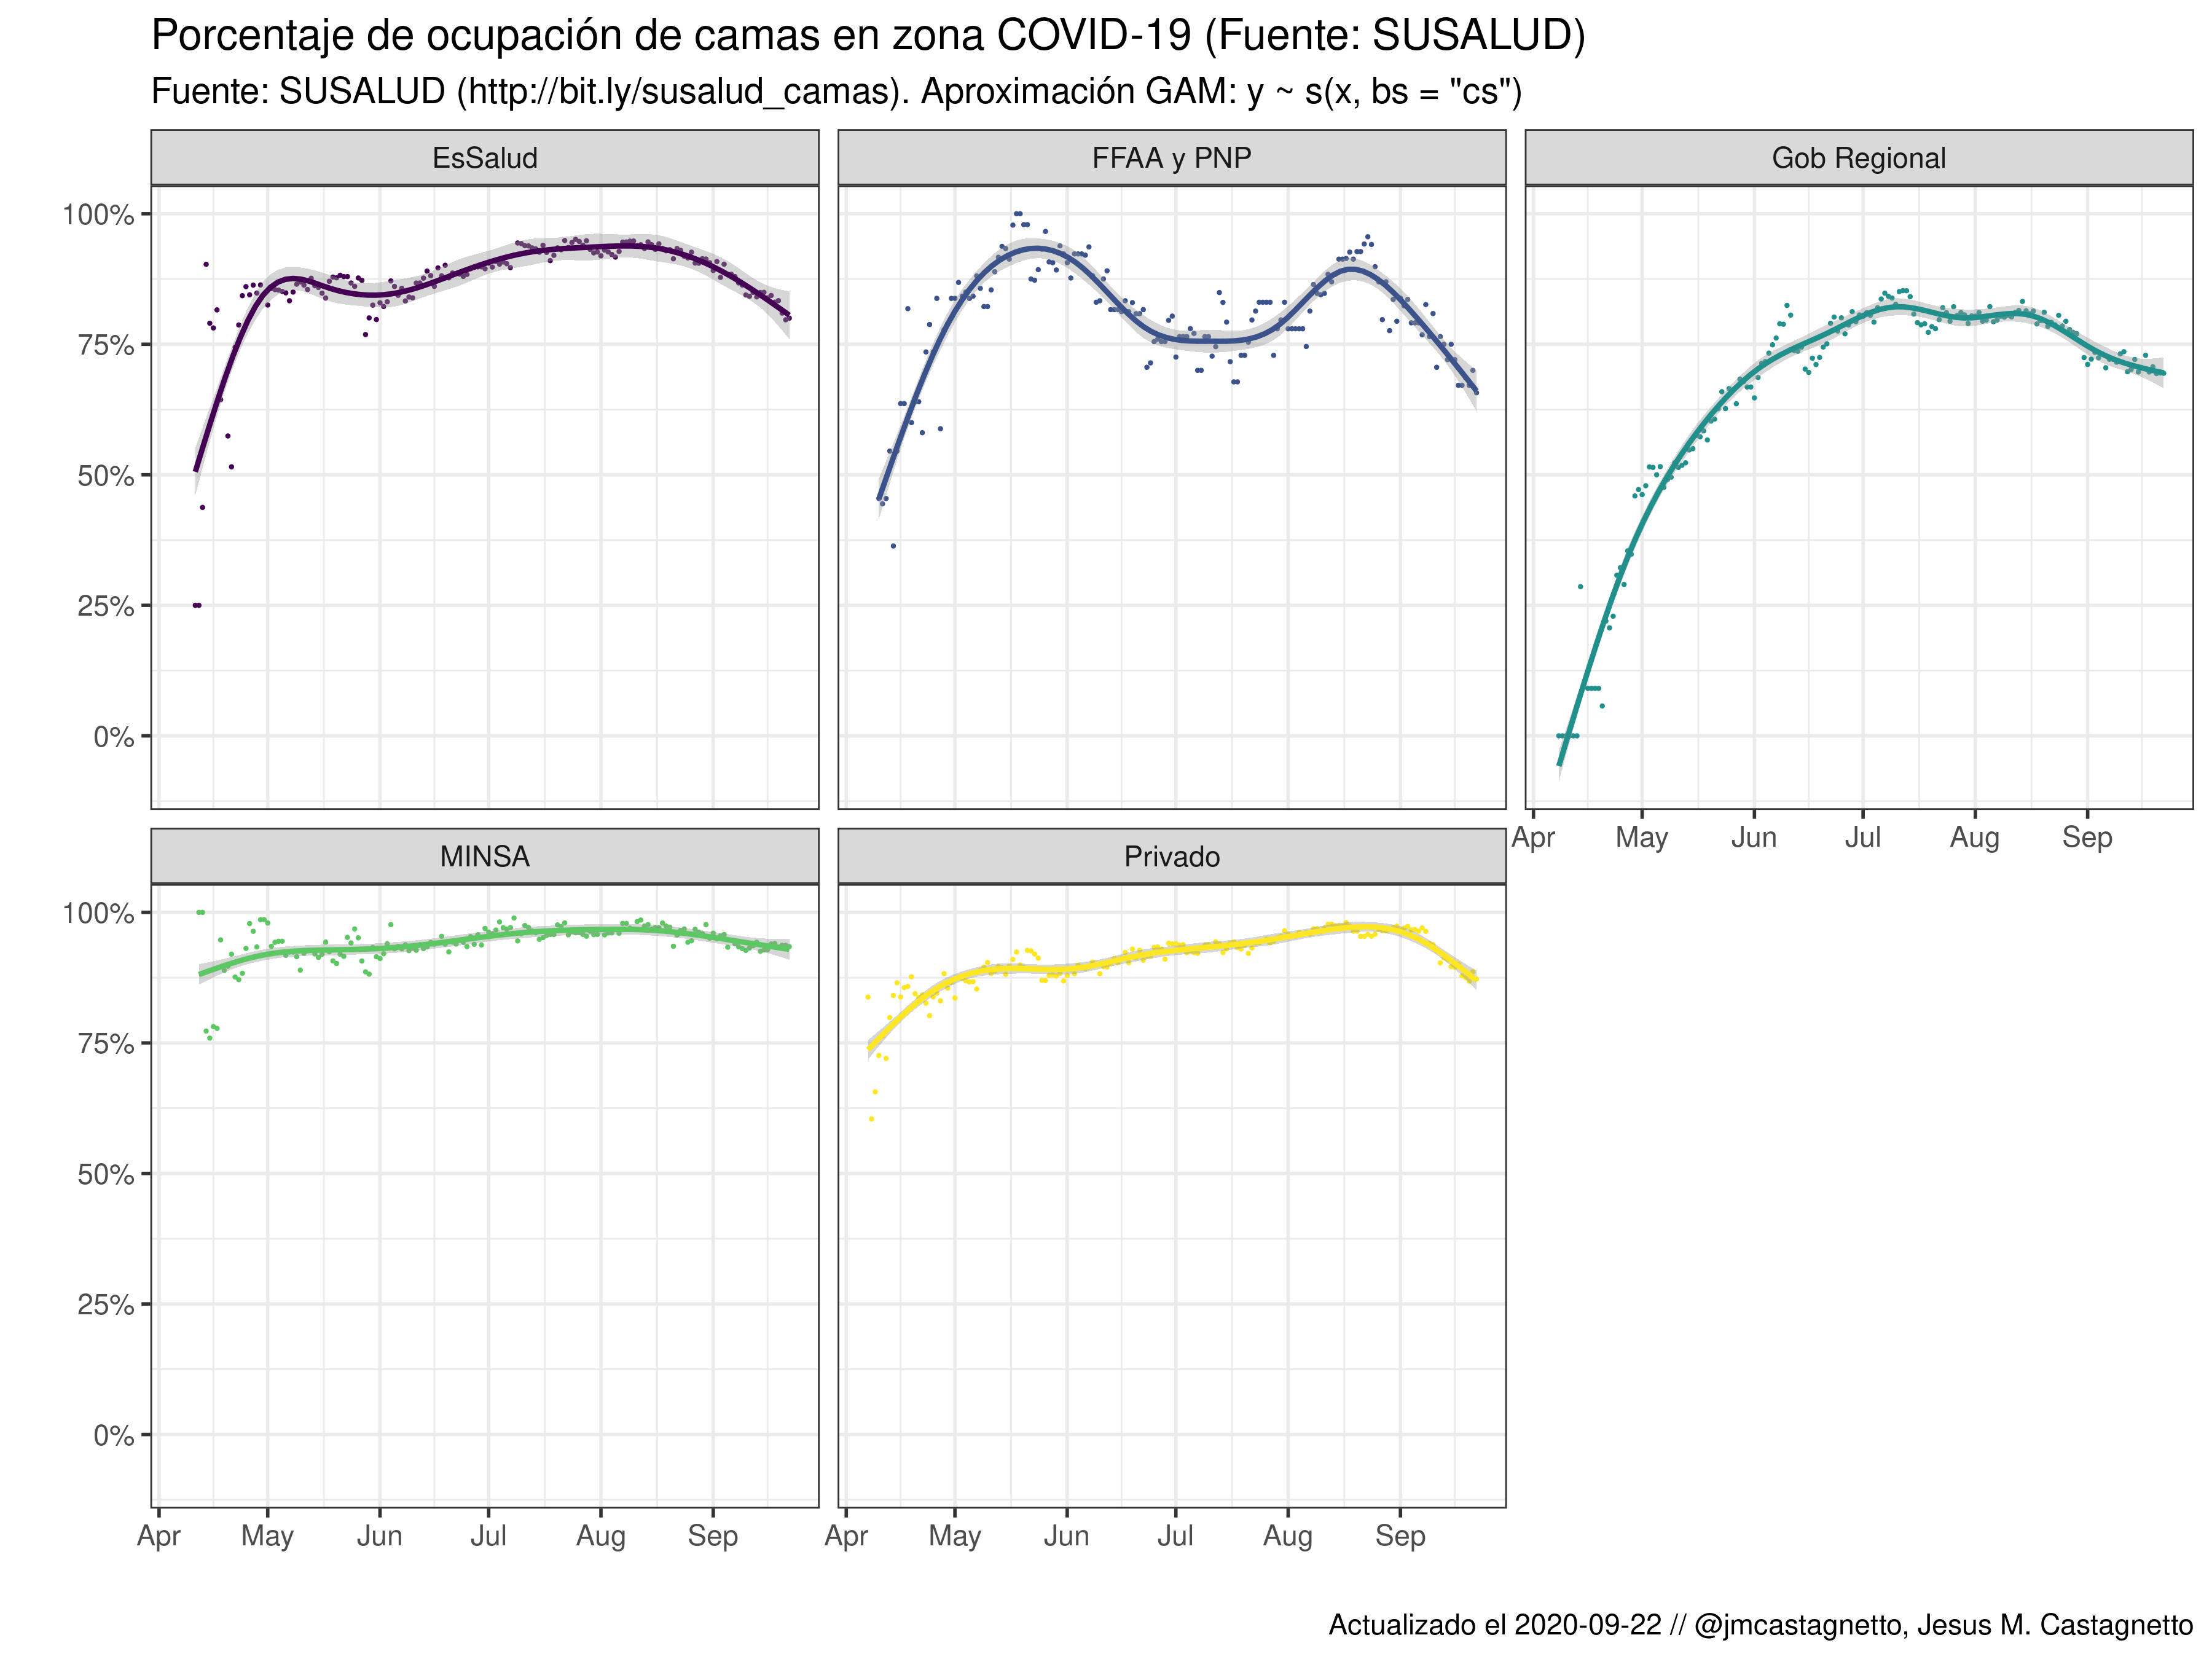 Porcentaje de ocupación de camas en zona COVID-19 (Fuente: SUSALUD)
Fuente: SUSALUD (http://bit.ly/susalud_camas). Aproximación GAM: y ~ s(x, bs = "cs")
EsSalud
FFAA y PNP
Gob Regional
100%
75%
50%
25%
0%
Apr May Jun Jul Aug Sep
MINSA
Privado
100%
75%
50%
25%
0%
Apr May Jun Jul Aug Sep
Apr May Jun Jul Aug Sep
Actualizado el 2020-09-22 // @jmcastagnetto, Jesus M. Castagnetto